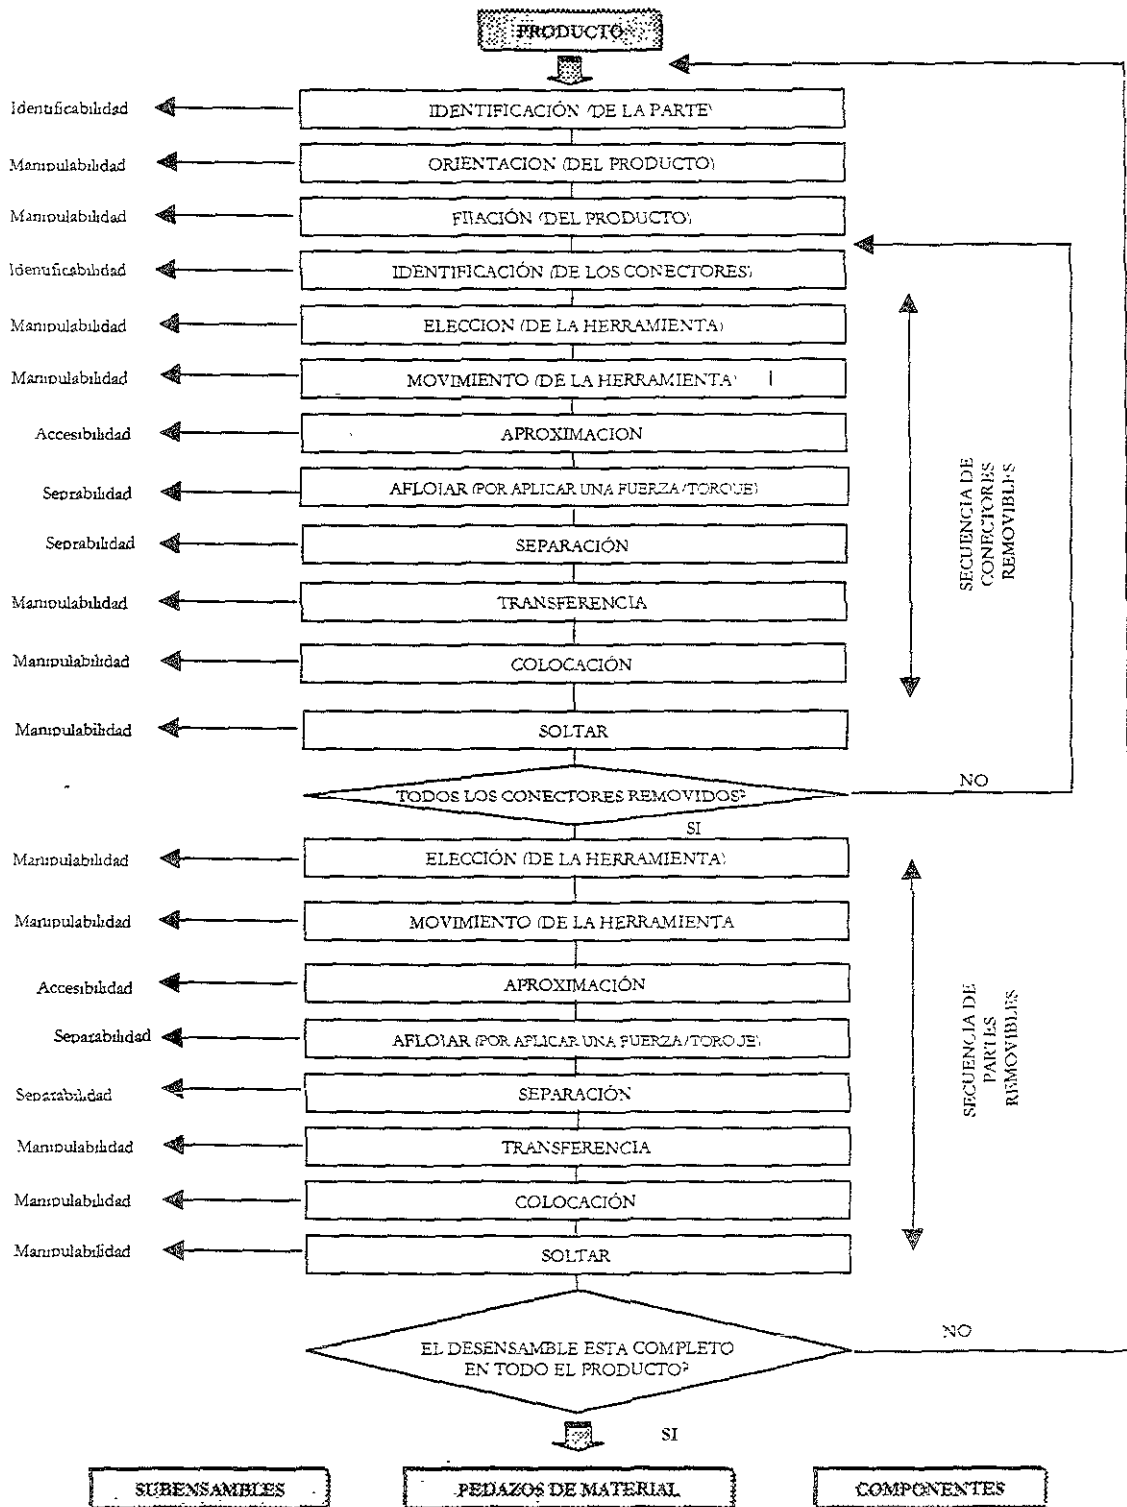 PRODUCTO
Identificabilidad
IDENTIFICACIÓN (DE LA PARTE)
Manipulabilidad
ORIENTACION (DEL PRODUCTO)
Manipulabilidad
FIJACIÓN (DEL PRODUCTO)
Identificabilidad
IDENTIFICACIÓN (DE LOS CONECTORES)
Manipulabilidad
ELECCION (DE LA HERRAMIENTA)
Manipulabilidad
MOVIMIENTO (DE LA HERRAMIENTA)
Accesibilidad
APROXIMACION
Seprabilidad
AFLOJAR (POR APLICAR UNA FUERZA/TORQUE)
Seprabilidad
SEPARACIÓN
Manipulabilidad
TRANSFERENCIA
Manipulabilidad
COLOCACIÓN
Manipulabilidad
SOLTAR
SECUENCIA DE
CONECTORES
REMOVIBLES
TODOS LOS CONECTORES REMOVIDOS?
NO
SI
Manipulabilidad
ELECCIÓN (DE LA HERRAMIENTA)
Manipulabilidad
MOVIMIENTO (DE LA HERRAMIENTA
Accesibilidad
APROXIMACIÓN
Separabilidad
AFLOJAR (POR APLICAR UNA FUERZA/TORQUE)
Separabilidad
SEPARACIÓN
Manipulabilidad
TRANSFERENCIA
Manipulabilidad
COLOCACIÓN
Manipulabilidad
SOLTAR
SECUENCIA DE
PARTES
REMOVIBLES
EL DESENSAMBLE ESTA COMPLETO
EN TODO EL PRODUCTO?
NO
SI
SUBENSAMBLES
PEDAZOS DE MATERIAL
COMPONENTES